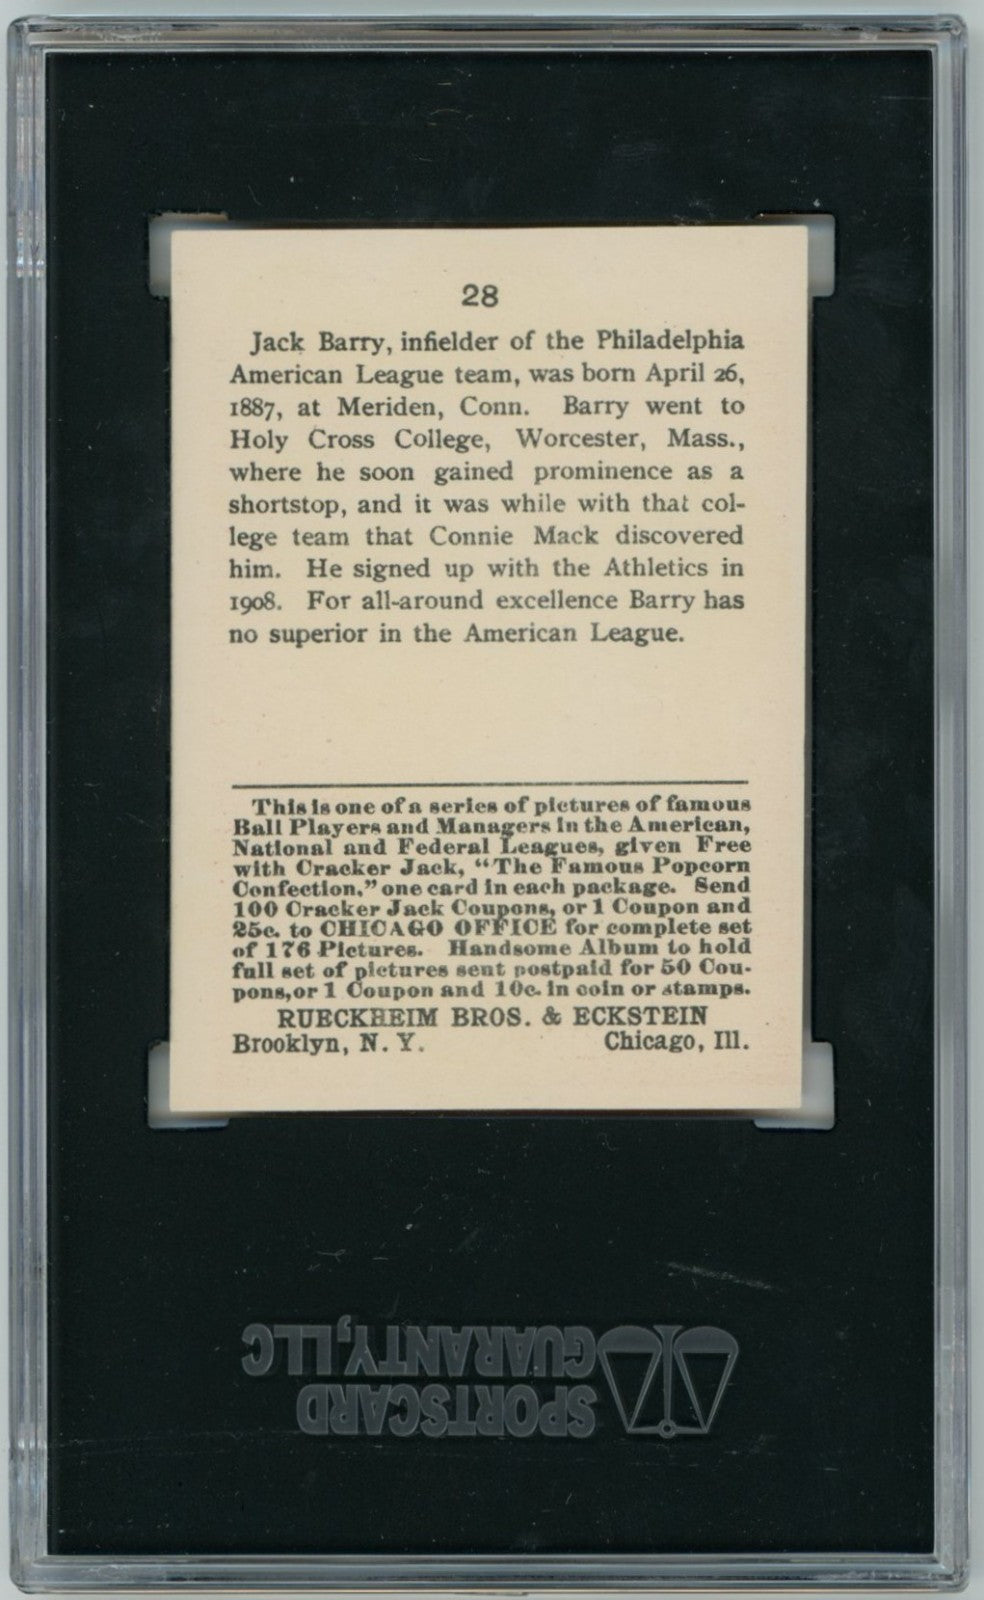 28
Jack Barry, infielder of the Philadelphia
American League team, was born April 26,
1887, at Meriden, Conn. Barry went to
Holy Cross College, Worcester, Mass.,
where he soon gained prominence as a
shortstop, and it was while with that col-
lege team that Connie Mack discovered
him. He signed up with the Athletics in
1908. For all-around excellence Barry has
no superior in the American League.
This is one of a series of pictures of famous
Ball Players and Managers in the American,
National and Federal Leagues, given Free
with Cracker Jack, "The Famous Popcorn
Confection," one card in each package. Send
100 Cracker Jack Coupons, or 1 Coupon and
25c. to CHICAGO OFFICE for complete set
of 176 Pictures. Handsome Album to hold
full set of pictures sent postpaid for 50 Cou-
pons, or 1 Coupon and 10c. in coin or stamps.
RUECKHEIM BROS. & ECKSTEIN
Brooklyn, N. Y. Chicago, Ill.
SPORTSCARD
GUARANTY, LLC